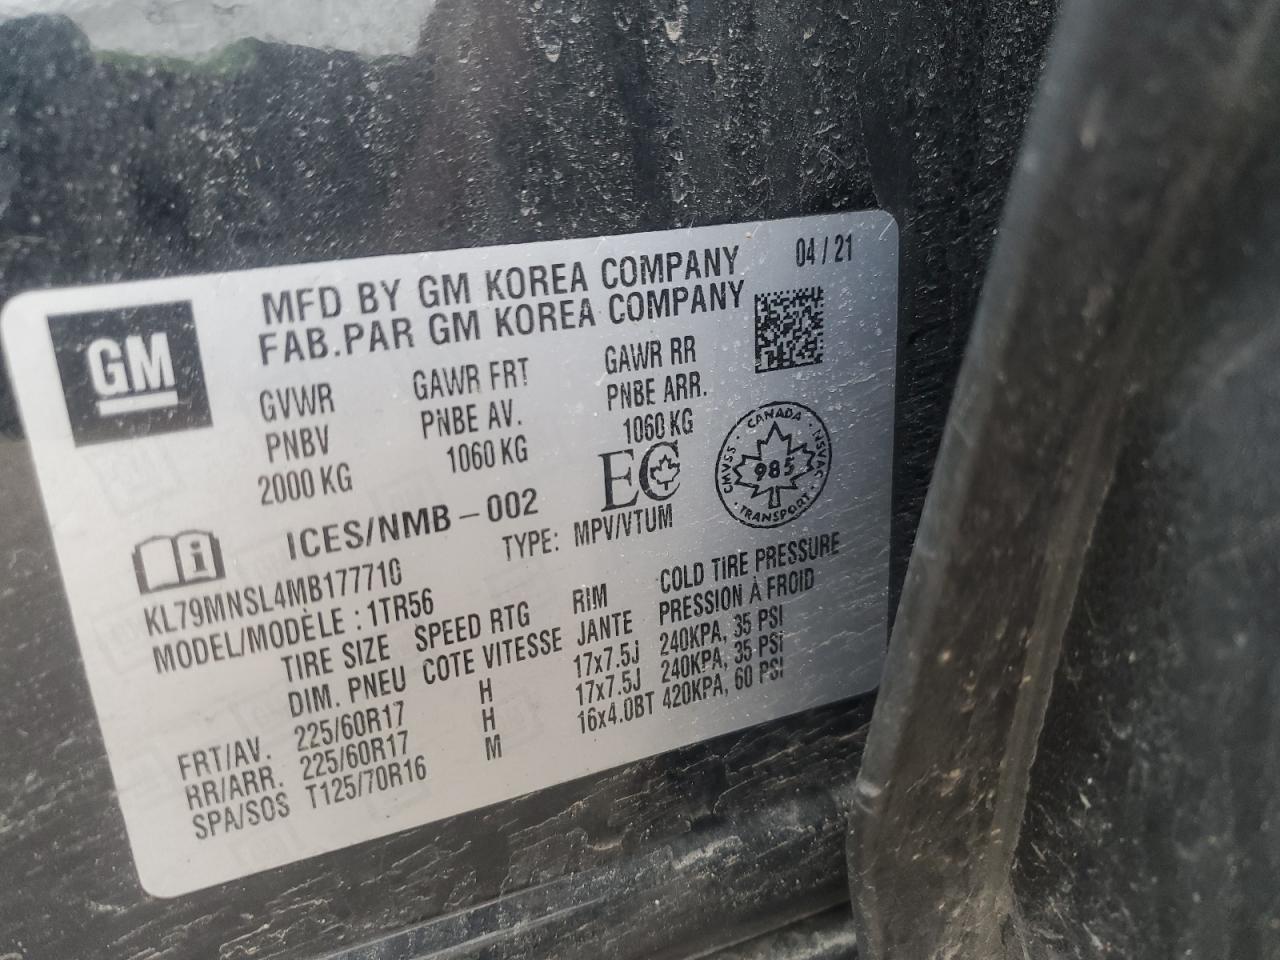 GM
MFD BY GM KOREA COMPANY
FAB.PAR GM KOREA COMPANY
04 / 21
GVWR GAWR FRT GAWR RR
PNBV PNBE AV. PNBE ARR.
2000 KG 1060 KG 1060 KG
CANADA
CMVSS 985 NSVAC
TRANSPORT
i ICES/NMB-002 EC
KL79MNSL4MB177710 TYPE: MPV/VTUM
MODEL/MODÈLE : 1TR56
TIRE SIZE SPEED RTG RIM COLD TIRE PRESSURE
DIM. PNEU COTE VITESSE JANTE PRESSION À FROID
FRT/AV. 225/60R17 H 17x7.5J 240KPA, 35 PSI
RR/ARR. 225/60R17 H 17x7.5J 240KPA, 35 PSI
SPA/SOS T125/70R16 M 16x4.0BT 420KPA, 60 PSI